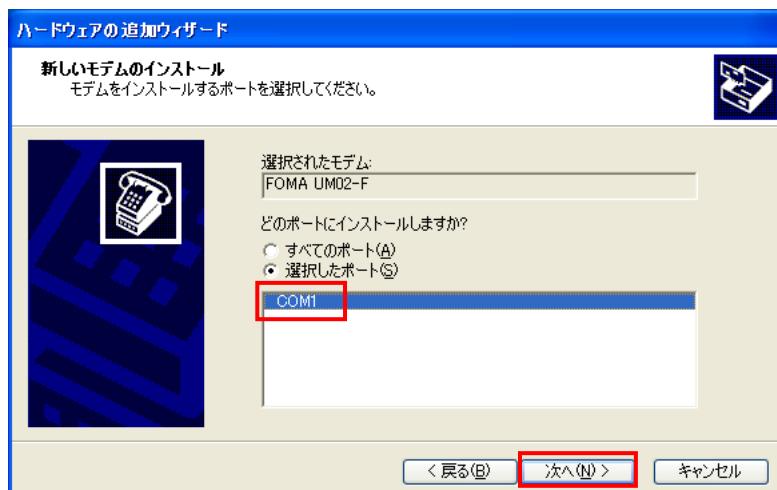 ハードウェアの追加ウィザード
新しいモデムのインストール
モデムをインストールするポートを選択してください。
選択されたモデム:
FOMA UM02-F
どのポートにインストールしますか?
すべてのポート(A)
選択したポート(S)
COM1
< 戻る(B)
次へ(N) >
キャンセル